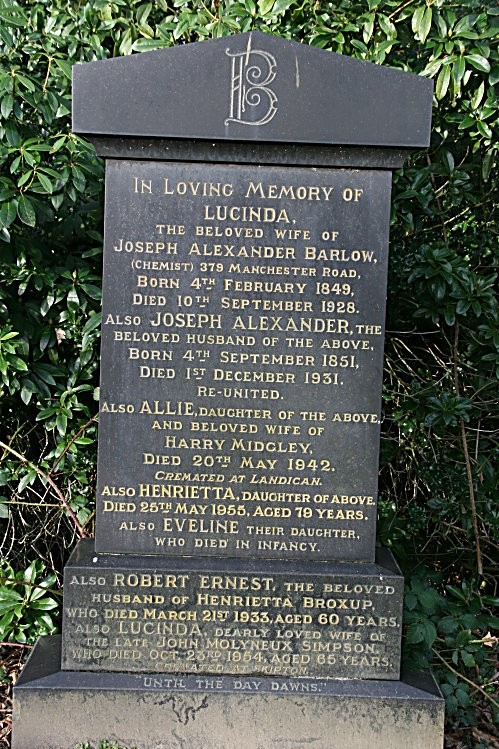 B
In Loving Memory of
LUCINDA,
THE BELOVED WIFE OF
JOSEPH ALEXANDER BARLOW,
(CHEMIST) 379 MANCHESTER ROAD,
BORN 4TH FEBRUARY 1849,
DIED 10TH SEPTEMBER 1928.
ALSO JOSEPH ALEXANDER, THE
BELOVED HUSBAND OF THE ABOVE,
BORN 4TH SEPTEMBER 1851,
DIED 1ST DECEMBER 1931.
RE-UNITED.
ALSO ALLIE, DAUGHTER OF THE ABOVE,
AND BELOVED WIFE OF
HARRY MIDGLEY,
DIED 20TH MAY 1942.
CREMATED AT LANDICAN.
ALSO HENRIETTA, DAUGHTER OF ABOVE.
DIED 25TH MAY 1955, AGED 79 YEARS.
ALSO EVELINE THEIR DAUGHTER,
WHO DIED IN INFANCY.
ALSO ROBERT ERNEST, THE BELOVED
HUSBAND OF HENRIETTA BROXUP,
WHO DIED MARCH 21ST 1933, AGED 60 YEARS.
ALSO LUCINDA, DEARLY LOVED WIFE OF
THE LATE JOHN MOLYNEUX SIMPSON,
WHO DIED OCT. 23RD 1954, AGED 65 YEARS.
CREMATED AT SKIPTON.
"UNTIL THE DAY DAWNS."